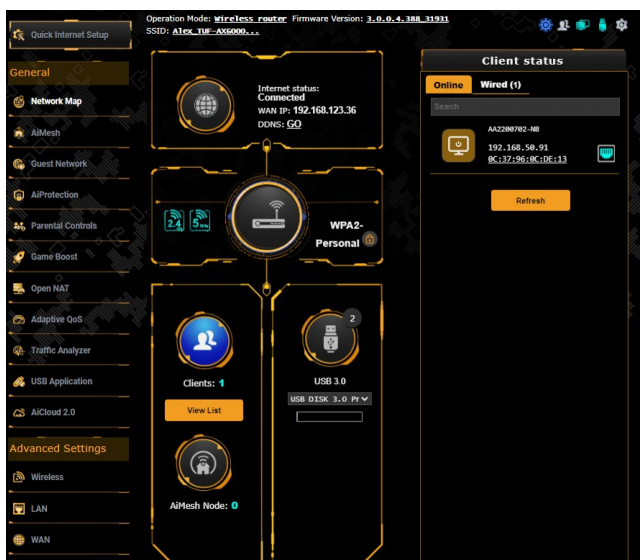 Operation Mode: Wireless router Firmware Version: 3.0.0.4.388_31931
SSID: Alex_TUF-AX6000...
Quick Internet Setup
General
Network Map
AiMesh
Guest Network
AiProtection
Parental Controls
Game Boost
Open NAT
Adaptive QoS
Traffic Analyzer
USB Application
AiCloud 2.0
Advanced Settings
Wireless
LAN
WAN
Internet status:
Connected
WAN IP: 192.168.123.36
DDNS: GO
2.4
5
WPA2-
Personal
Clients: 1
View List
AiMesh Node: 0
2
USB 3.0
USB DISK 3.0 Pr
Client status
Online
Wired (1)
Search
AA2200702-NB
192.168.50.91
0C:37:96:0C:DE:13
Refresh